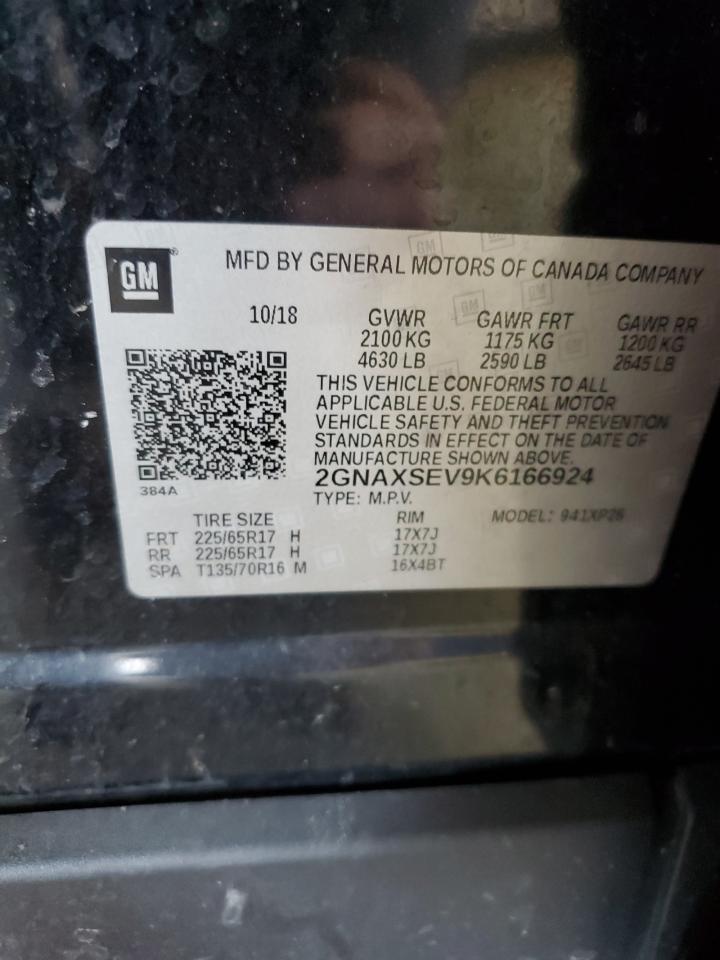 GM
MFD BY GENERAL MOTORS OF CANADA COMPANY
10/18 GVWR GAWR FRT GAWR RR
2100 KG 1175 KG 1200 KG
4630 LB 2590 LB 2645 LB
THIS VEHICLE CONFORMS TO ALL
APPLICABLE U.S. FEDERAL MOTOR
VEHICLE SAFETY AND THEFT PREVENTION
STANDARDS IN EFFECT ON THE DATE OF
MANUFACTURE SHOWN ABOVE.
2GNAXSEV9K6166924
384A
TYPE: M.P.V.
TIRE SIZE RIM MODEL: 941XP26
FRT 225/65R17 H 17X7J
RR 225/65R17 H 17X7J
SPA T135/70R16 M 16X4BT